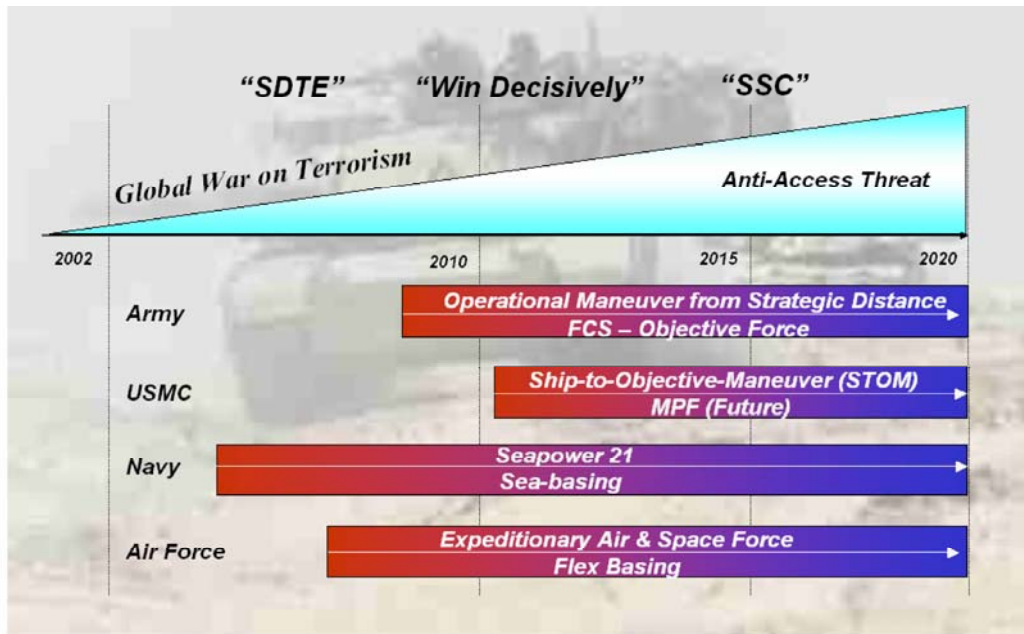 “SDTE” “Win Decisively” “SSC”
Global War on Terrorism
Anti-Access Threat
2002 2010 2015 2020
Army
Operational Maneuver from Strategic Distance
FCS – Objective Force
USMC
Ship-to-Objective-Maneuver (STOM)
MPF (Future)
Navy
Seapower 21
Sea-basing
Air Force
Expeditionary Air & Space Force
Flex Basing